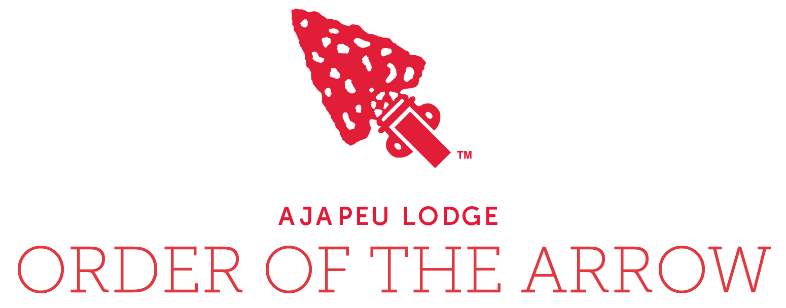 TM
AJAPEU LODGE
ORDER OF THE ARROW